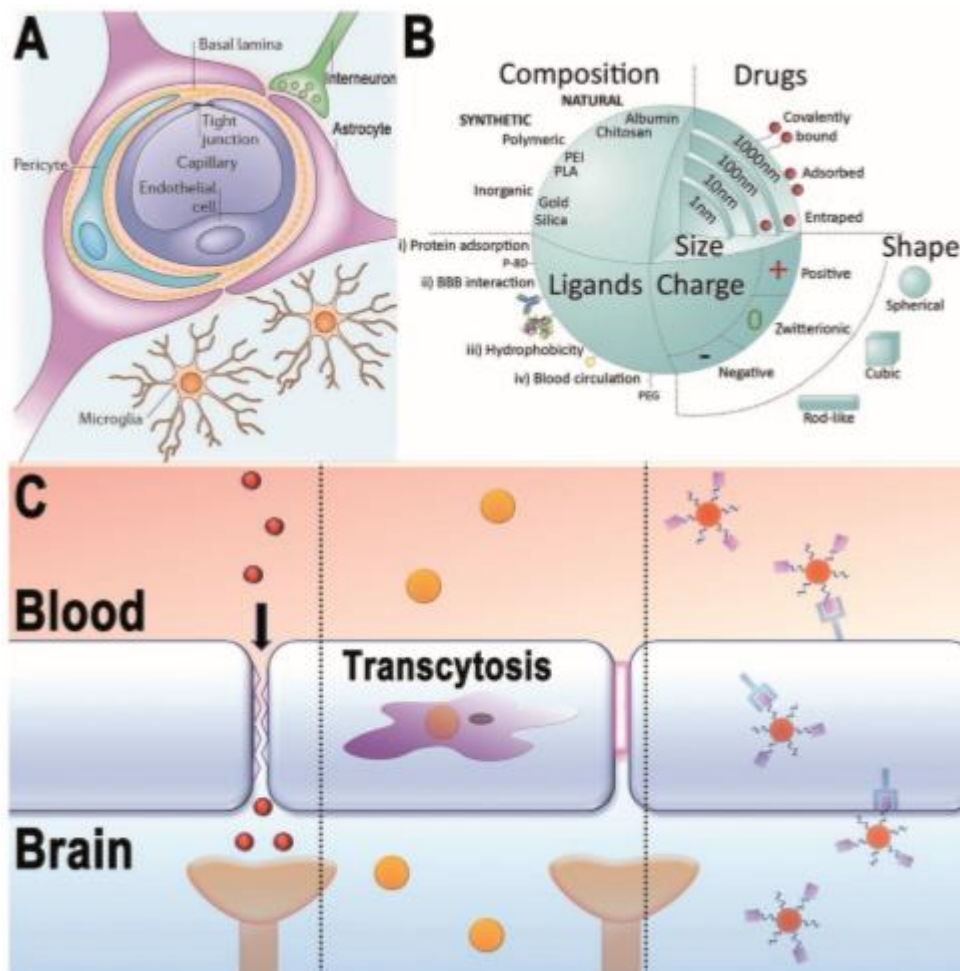 A
Basal lamina
Interneuron
Tight
junction
Astrocyte
Capillary
Pericyte
Endothelial
cell
Microglia
B
Composition
Drugs
NATURAL
SYNTHETIC
Albumin
Chitosan
Polymeric
PEI
PLA
Inorganic
Gold
Silica
Covalently
bound
Adsorbed
Entraped
1000nm
100nm
10nm
1nm
Size
Shape
i) Protein adsorption
P-80
ii) BBB interaction
Ligands
Charge
+
Positive
0
Zwitterionic
-
Negative
Spherical
Cubic
Rod-like
iii) Hydrophobicity
iv) Blood circulation
PEG
C
Blood
Transcytosis
Brain